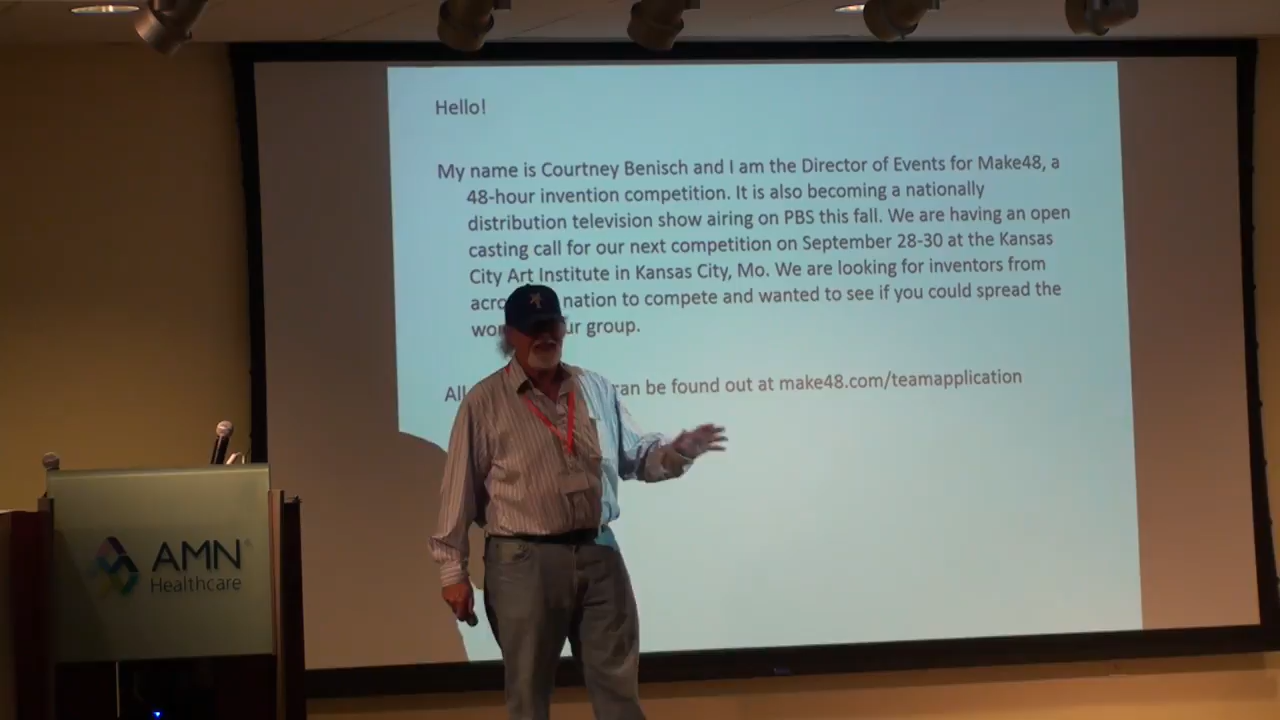 Hello!
My name is Courtney Benisch and I am the Director of Events for Make48, a
48-hour invention competition. It is also becoming a nationally
distribution television show airing on PBS this fall. We are having an open
casting call for our next competition on September 28-30 at the Kansas
City Art Institute in Kansas City, Mo. We are looking for inventors from
nation to compete and wanted to see if you could spread the
group.
All can be found out at make48.com/teamapplication
AMN
Healthcare